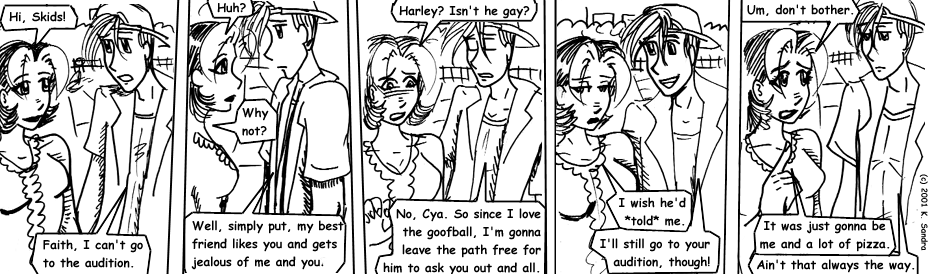 Hi, Skids!
Faith, I can't go
to the audition.
Huh?
Why
not?
Well, simply put, my best
friend likes you and gets
jealous of me and you.
Harley? Isn't he gay?
No, Cya. So since I love
the goofball, I'm gonna
leave the path free for
him to ask you out and all.
I wish he'd
*told* me.
I'll still go to your
audition, though!
Um, don't bother.
It was just gonna be
me and a lot of pizza.
Ain't that always the way.
(c) 2001 K. Sandra